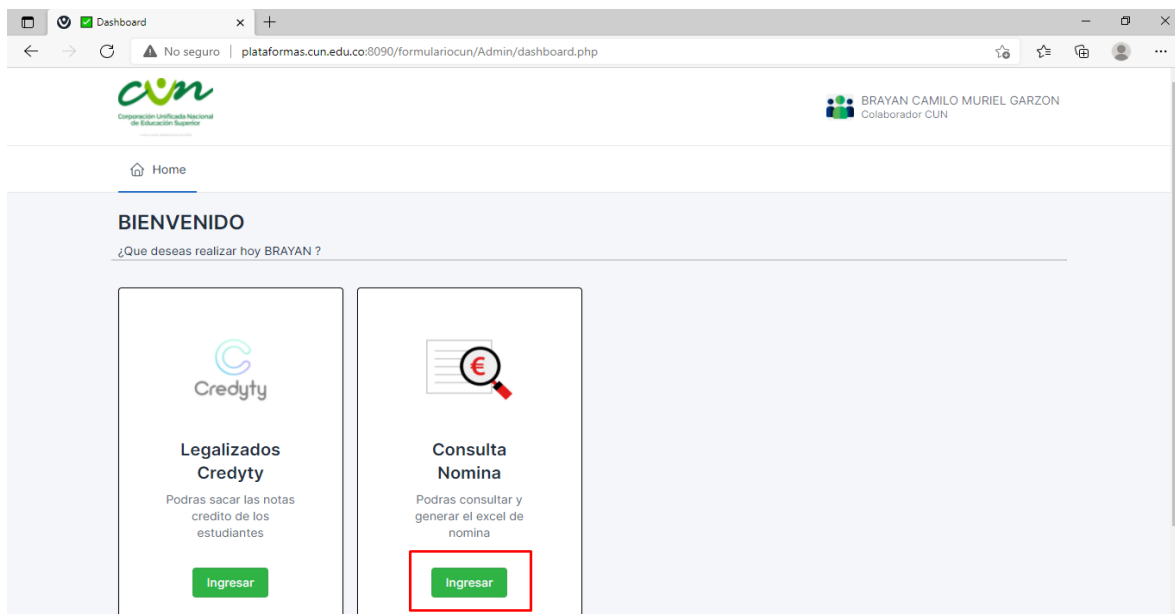 Dashboard
No seguro | plataformas.cun.edu.co:8090/formulariocun/Admin/dashboard.php
cun
Corporación Unificada Nacional
de Educación Superior
BRAYAN CAMILO MURIEL GARZON
Colaborador CUN
Home
BIENVENIDO
¿Que deseas realizar hoy BRAYAN ?
Credyty
Legalizados
Credyty
Podras sacar las notas
credito de los
estudiantes
Ingresar
€
Consulta
Nomina
Podras consultar y
generar el excel de
nomina
Ingresar